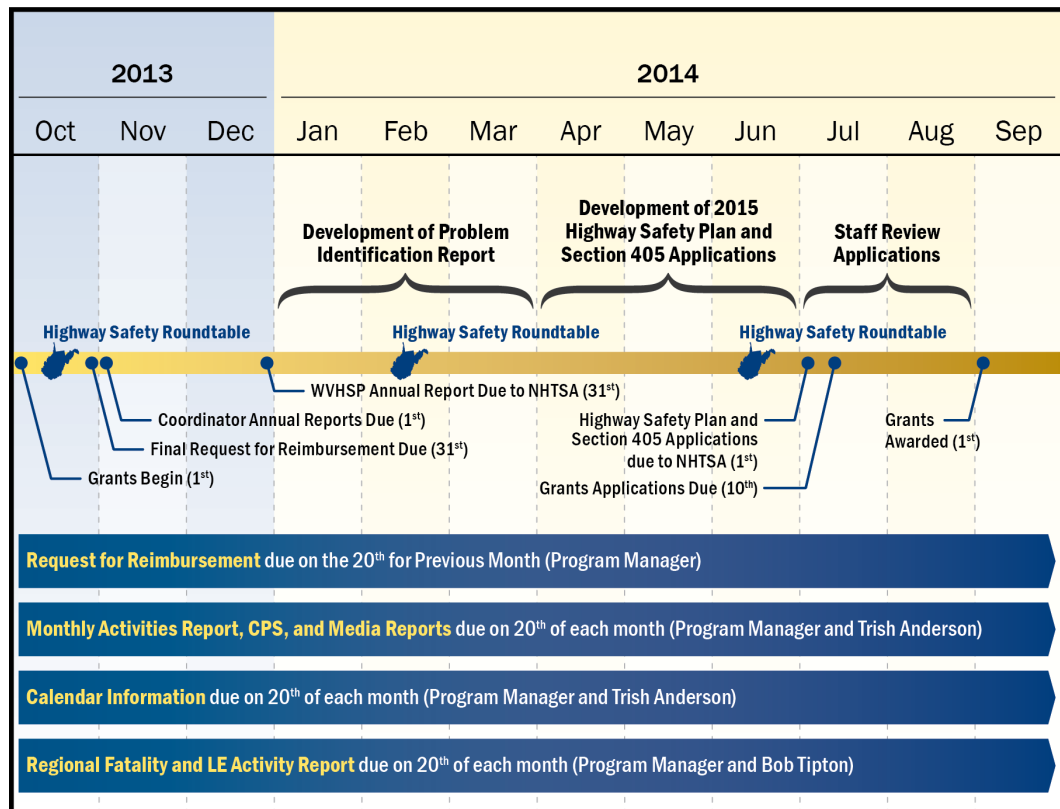 2013
2014
Oct
Nov
Dec
Jan
Feb
Mar
Apr
May
Jun
Jul
Aug
Sep
Development of Problem
Identification Report
Development of 2015
Highway Safety Plan and
Section 405 Applications
Staff Review
Applications
Highway Safety Roundtable
Highway Safety Roundtable
Highway Safety Roundtable
WVHSP Annual Report Due to NHTSA (31st)
Coordinator Annual Reports Due (1st)
Final Request for Reimbursement Due (31st)
Grants Begin (1st)
Highway Safety Plan and
Section 405 Applications
due to NHTSA (1st)
Grants Applications Due (10th)
Grants
Awarded (1st)
Request for Reimbursement due on the 20th for Previous Month (Program Manager)
Monthly Activities Report, CPS, and Media Reports due on 20th of each month (Program Manager and Trish Anderson)
Calendar Information due on 20th of each month (Program Manager and Trish Anderson)
Regional Fatality and LE Activity Report due on 20th of each month (Program Manager and Bob Tipton)